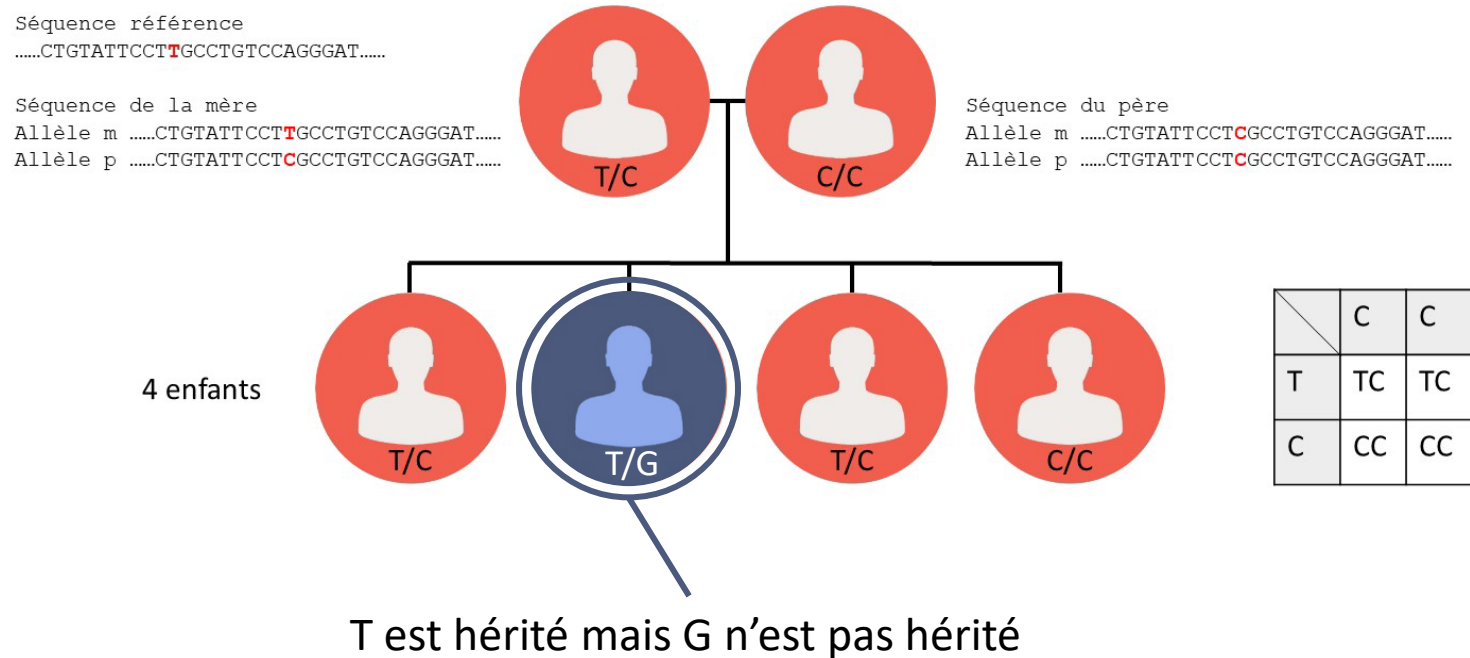 Séquence référence
……CTGTATTCCTTGCCTGTCCAGGGAT……
Séquence de la mère
Allèle m ……CTGTATTCCTTGCCTGTCCAGGGAT……
Allèle p ……CTGTATTCCTCGCCTGTCCAGGGAT……
T/C
C/C
Séquence du père
Allèle m ……CTGTATTCCTCGCCTGTCCAGGGAT……
Allèle p ……CTGTATTCCTCGCCTGTCCAGGGAT……
4 enfants
T/C
T/G
T/C
C/C
C C
T TC TC
C CC CC
T est hérité mais G n’est pas hérité